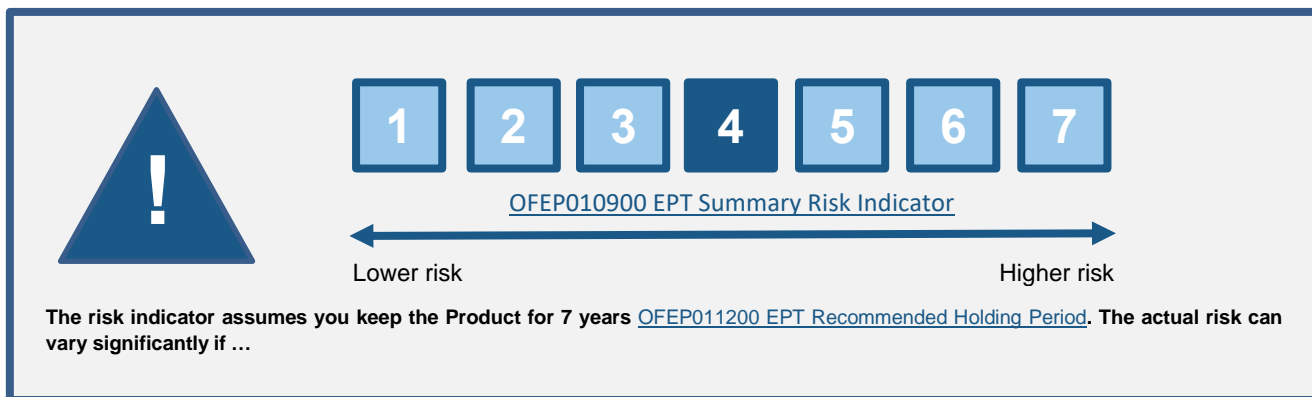 !
1 2 3 4 5 6 7
OFEP010900 EPT Summary Risk Indicator
Lower risk Higher risk
The risk indicator assumes you keep the Product for 7 years OFEP011200 EPT Recommended Holding Period. The actual risk can
vary significantly if …